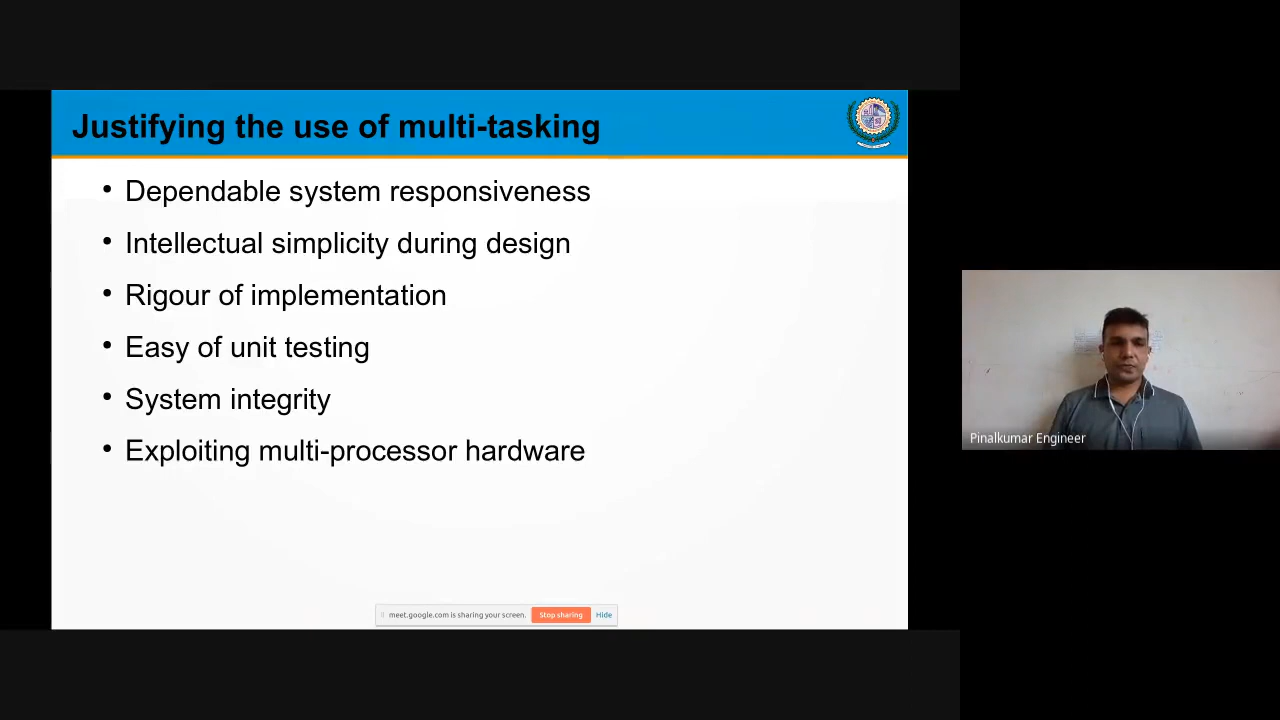 Justifying the use of multi-tasking
• Dependable system responsiveness
• Intellectual simplicity during design
• Rigour of implementation
• Easy of unit testing
• System integrity
• Exploiting multi-processor hardware
meet.google.com is sharing your screen. Stop sharing Hide
Pinalkumar Engineer